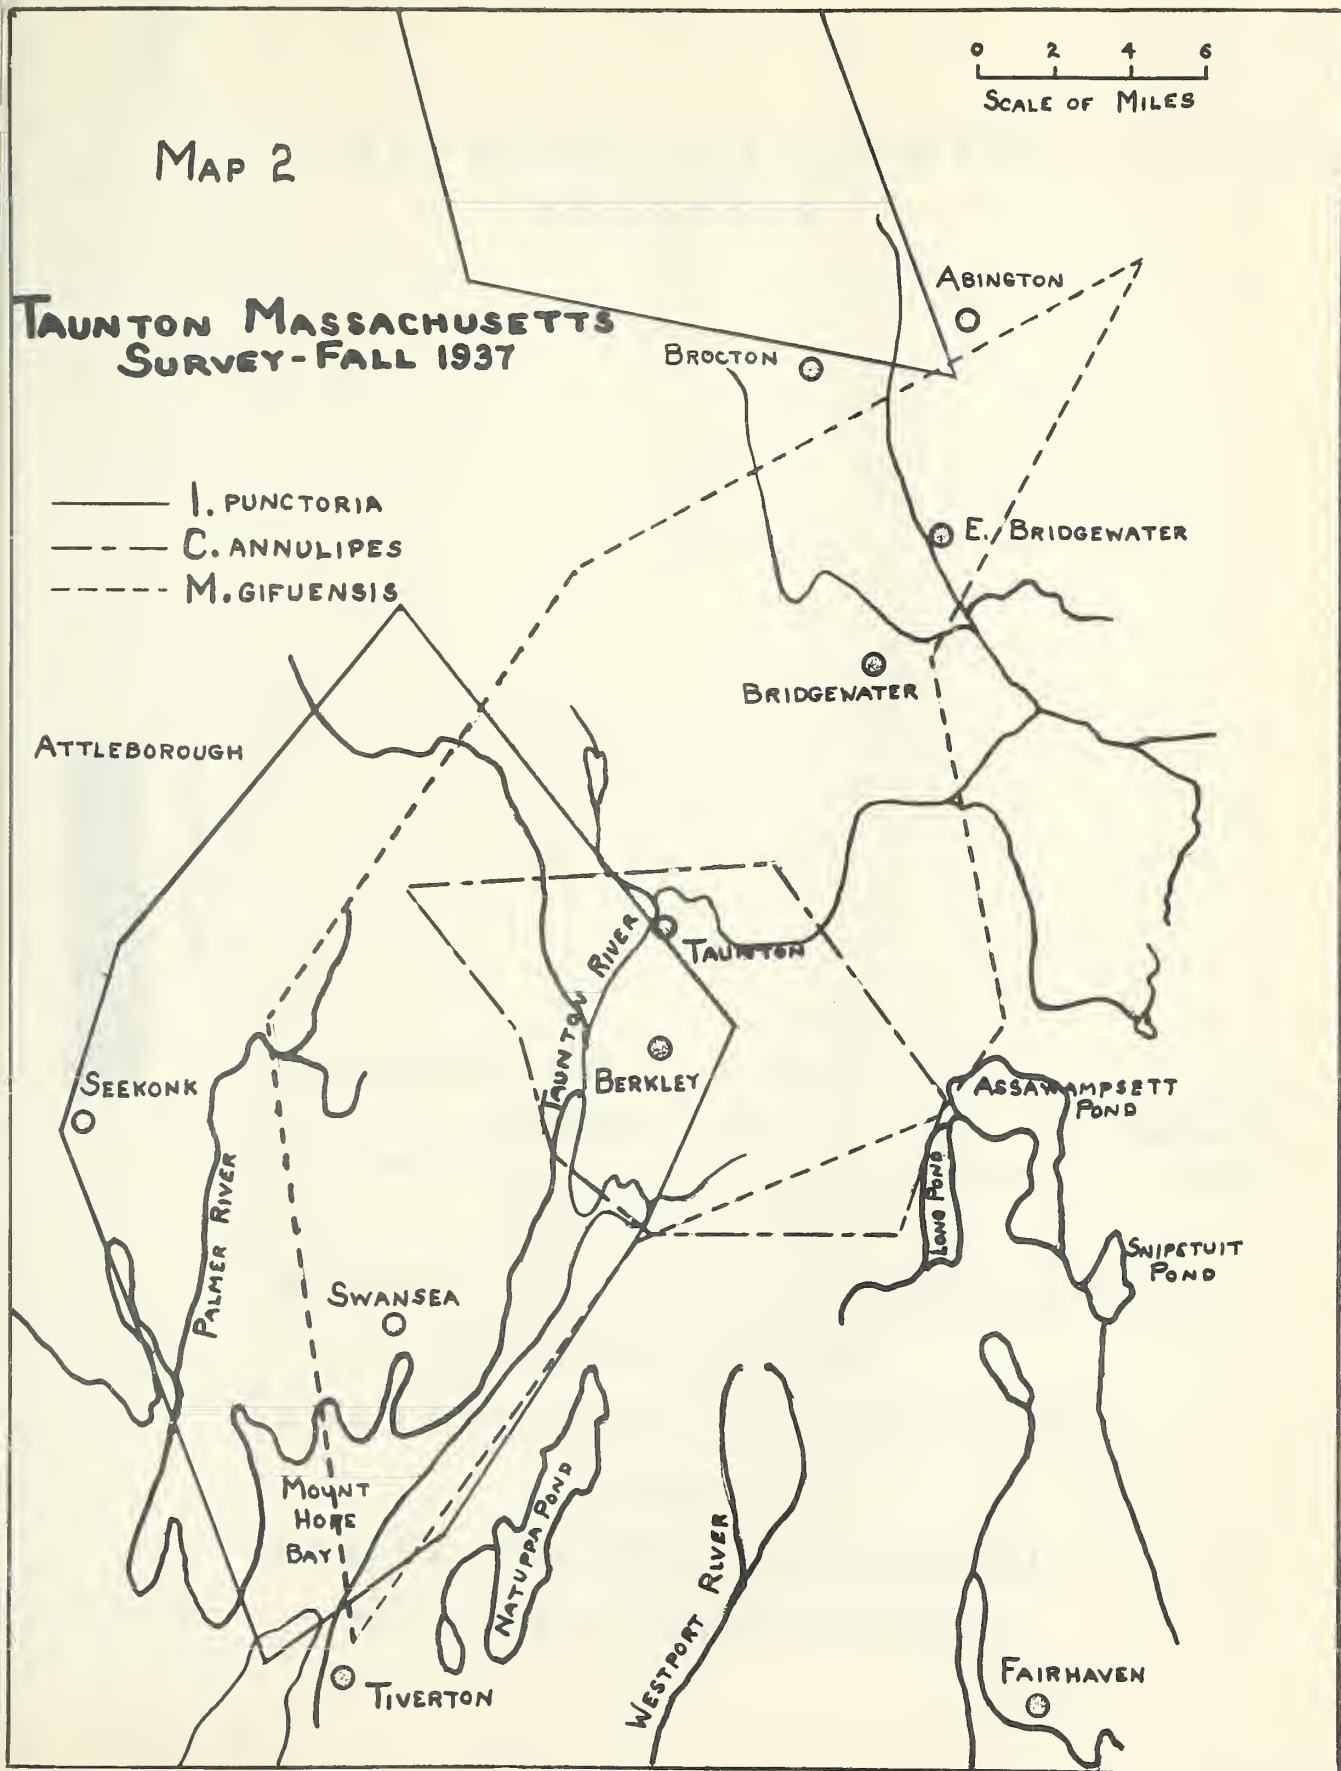 0 2 4 6
SCALE OF MILES
MAP 2
TAUNTON MASSACHUSETTS
SURVEY-FALL 1937
ABINGTON
BROCTON
I. PUNCTORIA
C. ANNULIPES
M. GIFUENSIS
E. BRIDGEWATER
BRIDGEWATER
ATTLEBOROUGH
TAUNTON
TAUNTON RIVER
BERKLEY
SEEKONK
ASSAWAMPSETT
POND
LONG POND
PALMER RIVER
SNIPETUIT
POND
SWANSEA
MOUNT
HOPE
BAY
NATUPPA POND
WESTPORT RIVER
TIVERTON
FAIRHAVEN